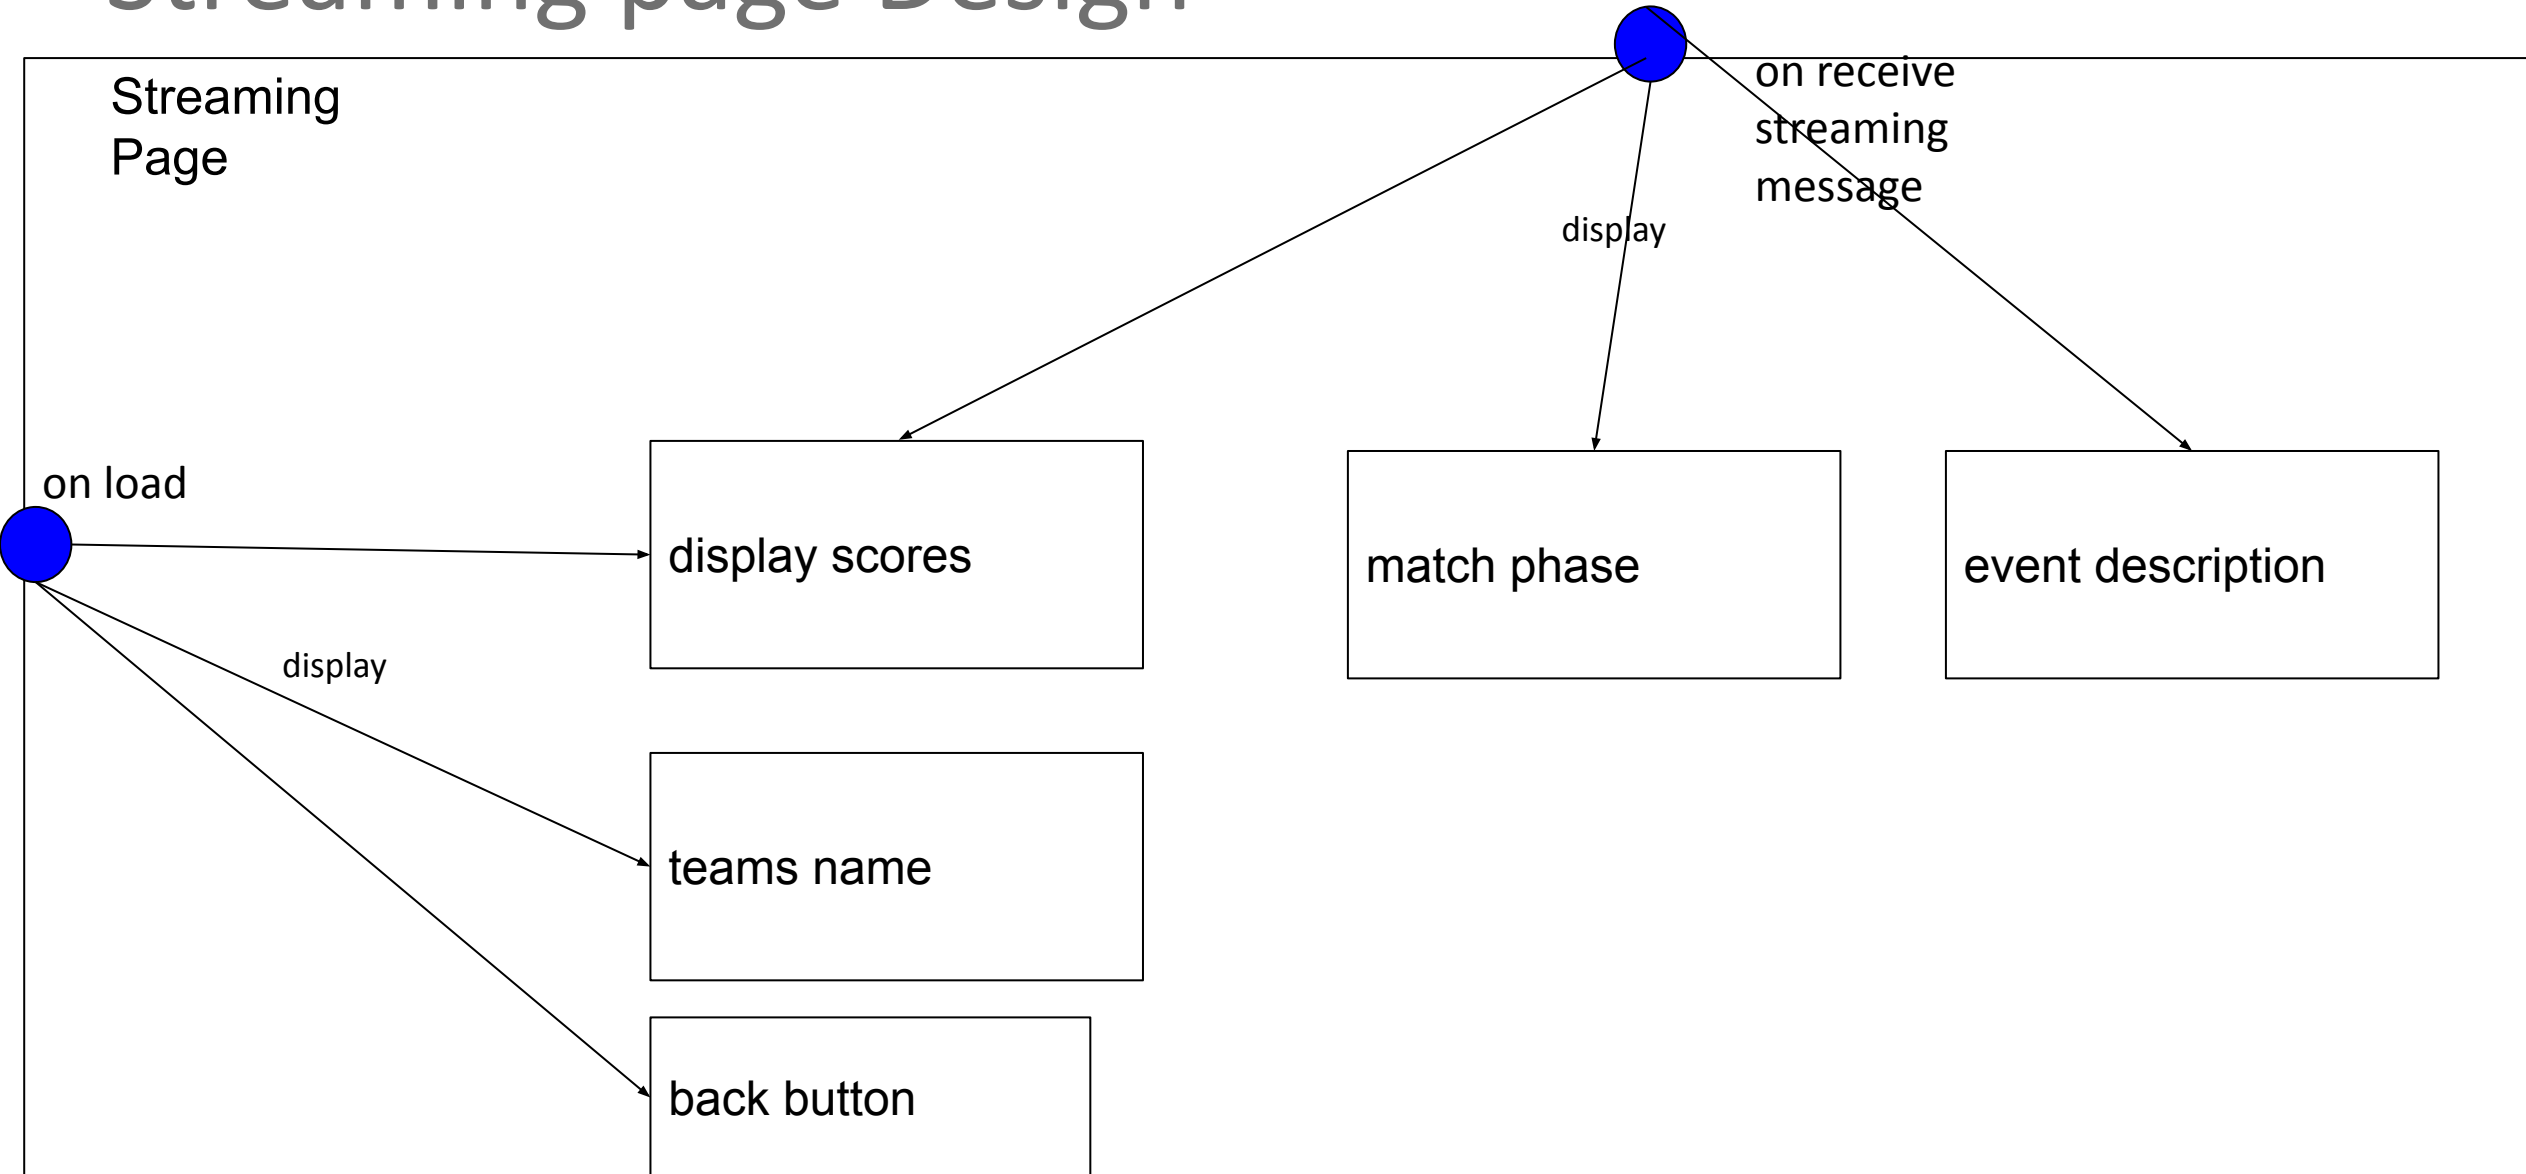 Streaming page Design
on receive
streaming
message
Streaming
Page
display
on load
display scores
match phase
event description
display
teams name
back button